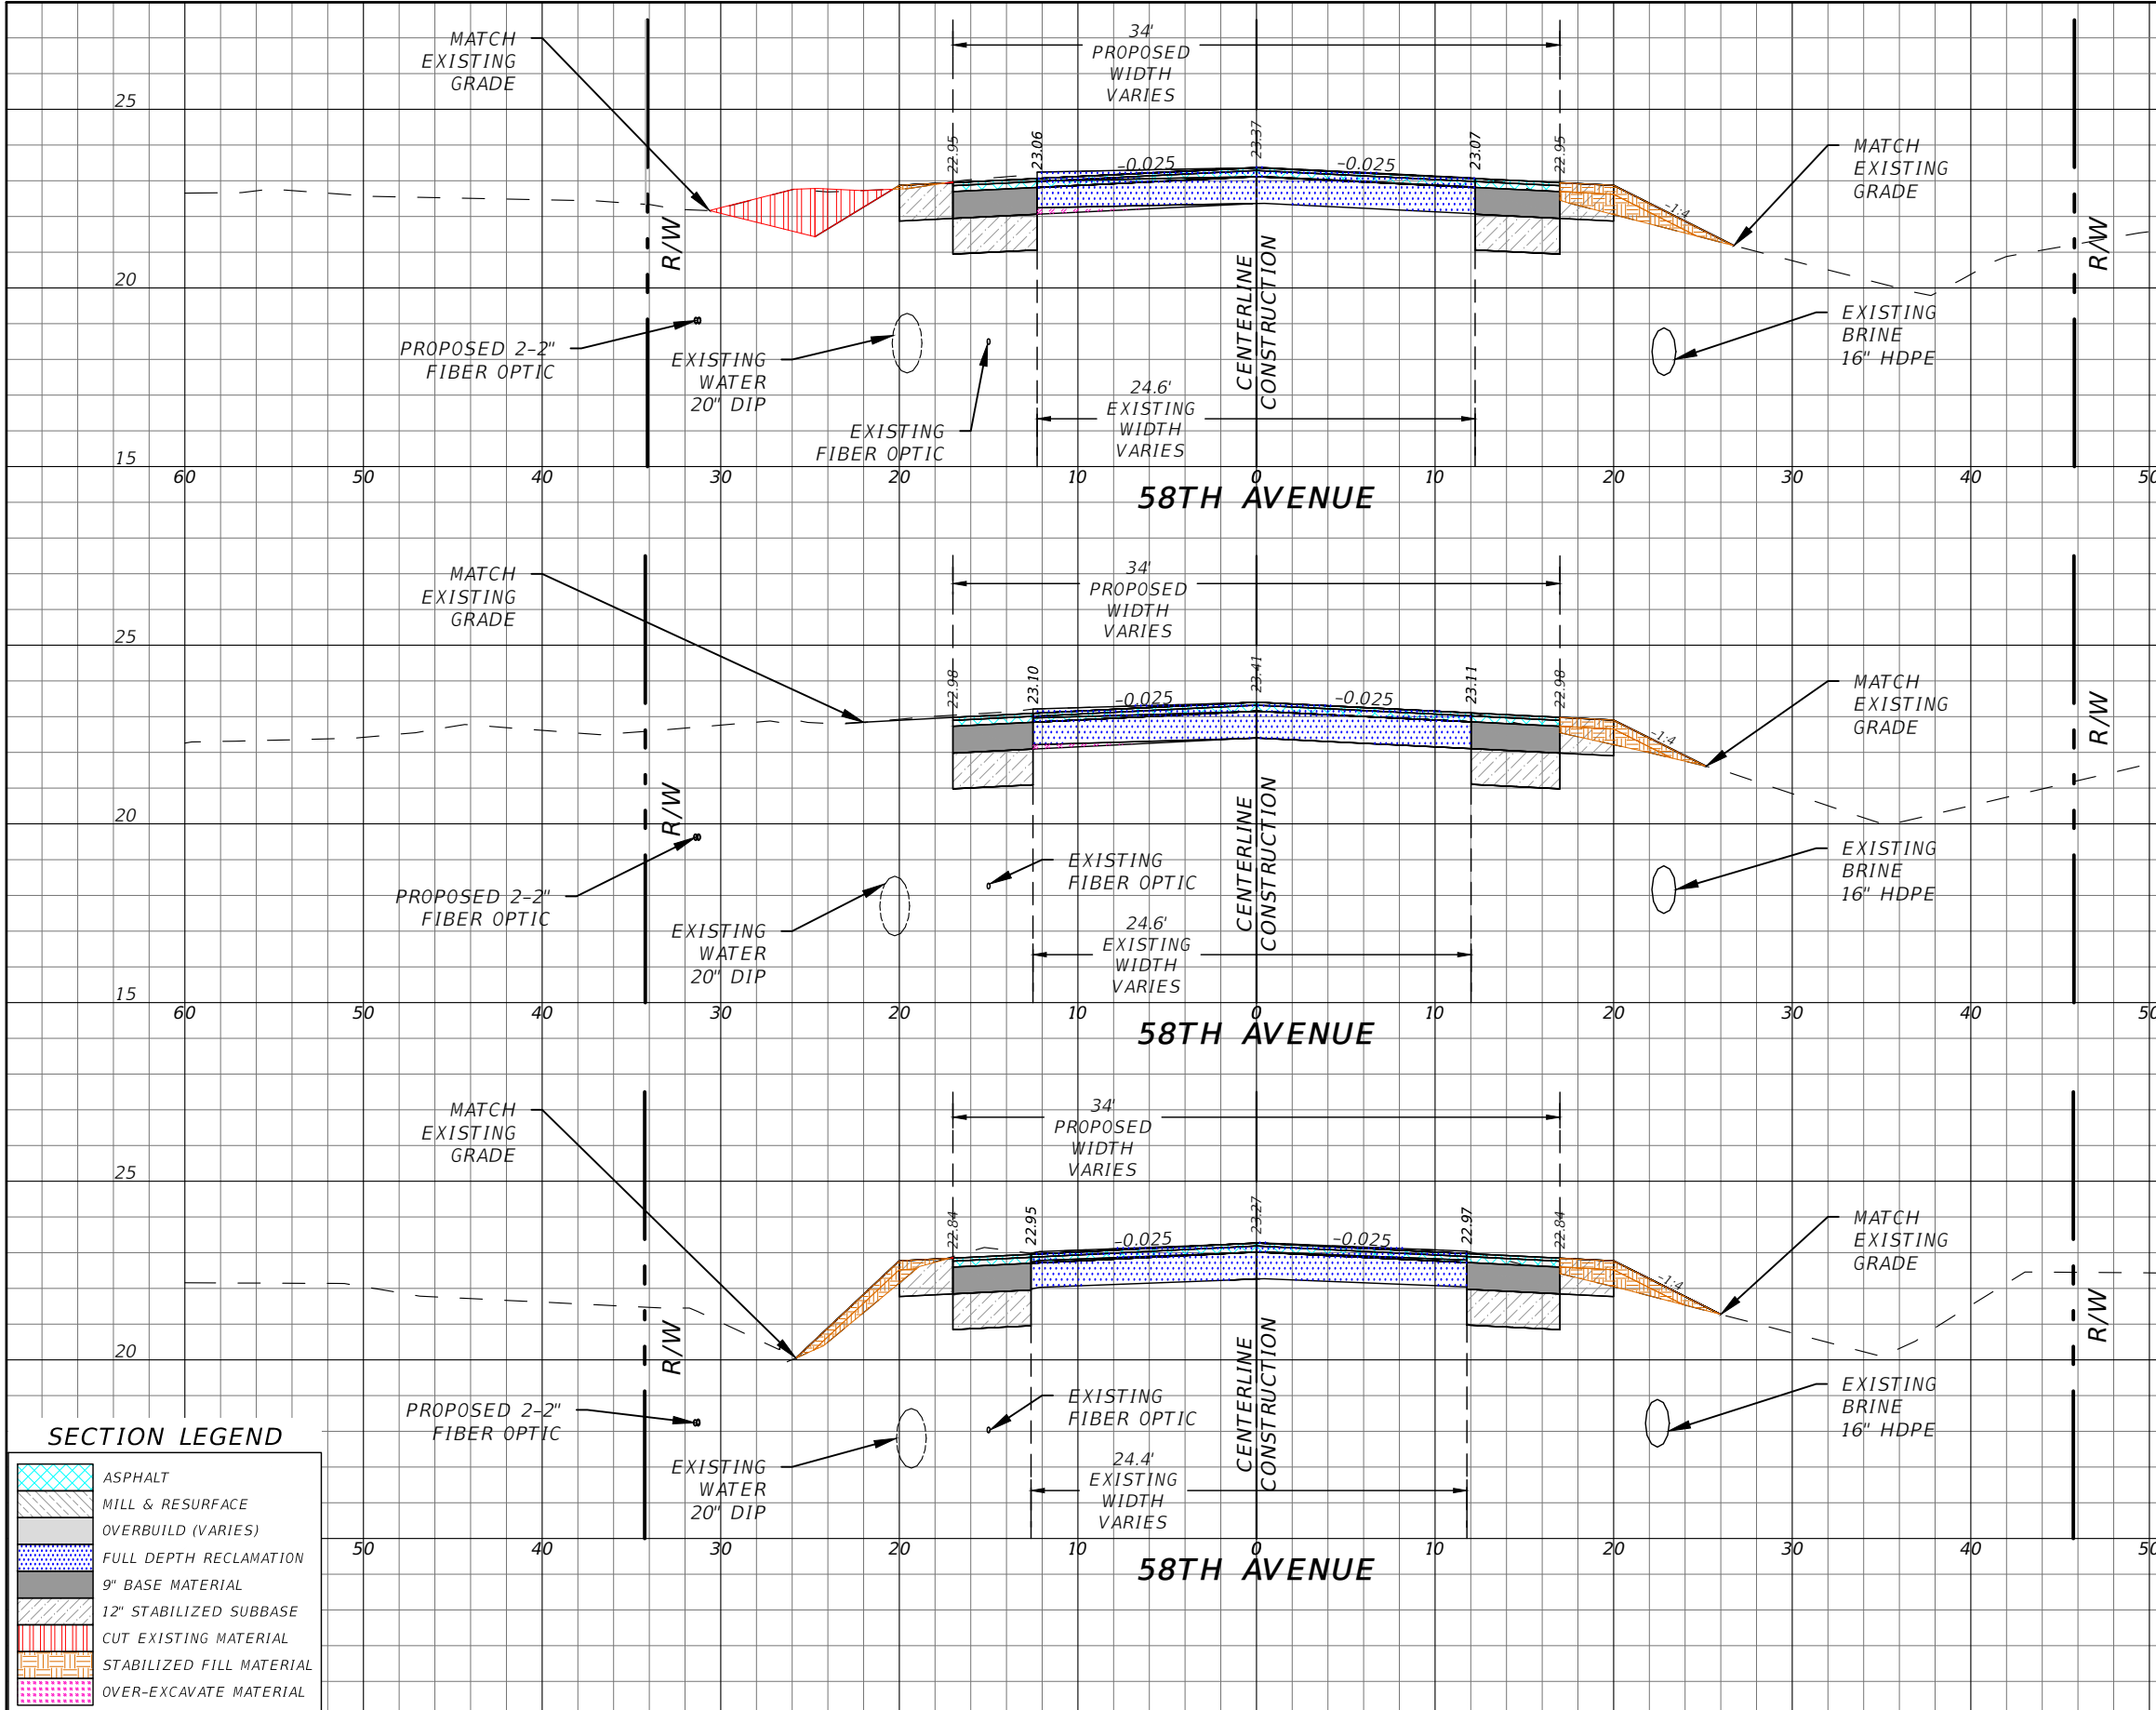 MATCH
EXISTING
GRADE
34'
PROPOSED
WIDTH
VARIES
25
22.95
23.06
-0.025
23.37
-0.025
23.07
22.95
MATCH
EXISTING
GRADE
-1:4
R/W
R/W
20
PROPOSED 2-2"
FIBER OPTIC
EXISTING
WATER
20" DIP
EXISTING
FIBER OPTIC
CENTERLINE
CONSTRUCTION
24.6'
EXISTING
WIDTH
VARIES
EXISTING
BRINE
16" HDPE
15
60 50 40 30 20 10 0 10 20 30 40 50
58TH AVENUE
MATCH
EXISTING
GRADE
34'
PROPOSED
WIDTH
VARIES
25
22.98
23.10
-0.025
23.41
-0.025
23.11
22.98
MATCH
EXISTING
GRADE
-1:4
R/W
R/W
20
PROPOSED 2-2"
FIBER OPTIC
EXISTING
WATER
20" DIP
EXISTING
FIBER OPTIC
CENTERLINE
CONSTRUCTION
24.6'
EXISTING
WIDTH
VARIES
EXISTING
BRINE
16" HDPE
15
60 50 40 30 20 10 0 10 20 30 40 50
58TH AVENUE
MATCH
EXISTING
GRADE
34'
PROPOSED
WIDTH
VARIES
25
22.84
22.95
-0.025
23.27
-0.025
22.97
22.84
MATCH
EXISTING
GRADE
-1:4
R/W
R/W
20
PROPOSED 2-2"
FIBER OPTIC
EXISTING
WATER
20" DIP
EXISTING
FIBER OPTIC
CENTERLINE
CONSTRUCTION
24.4'
EXISTING
WIDTH
VARIES
EXISTING
BRINE
16" HDPE
50 40 30 20 10 0 10 20 30 40 50
58TH AVENUE
SECTION LEGEND
ASPHALT
MILL & RESURFACE
OVERBUILD (VARIES)
FULL DEPTH RECLAMATION
9" BASE MATERIAL
12" STABILIZED SUBBASE
CUT EXISTING MATERIAL
STABILIZED FILL MATERIAL
OVER-EXCAVATE MATERIAL